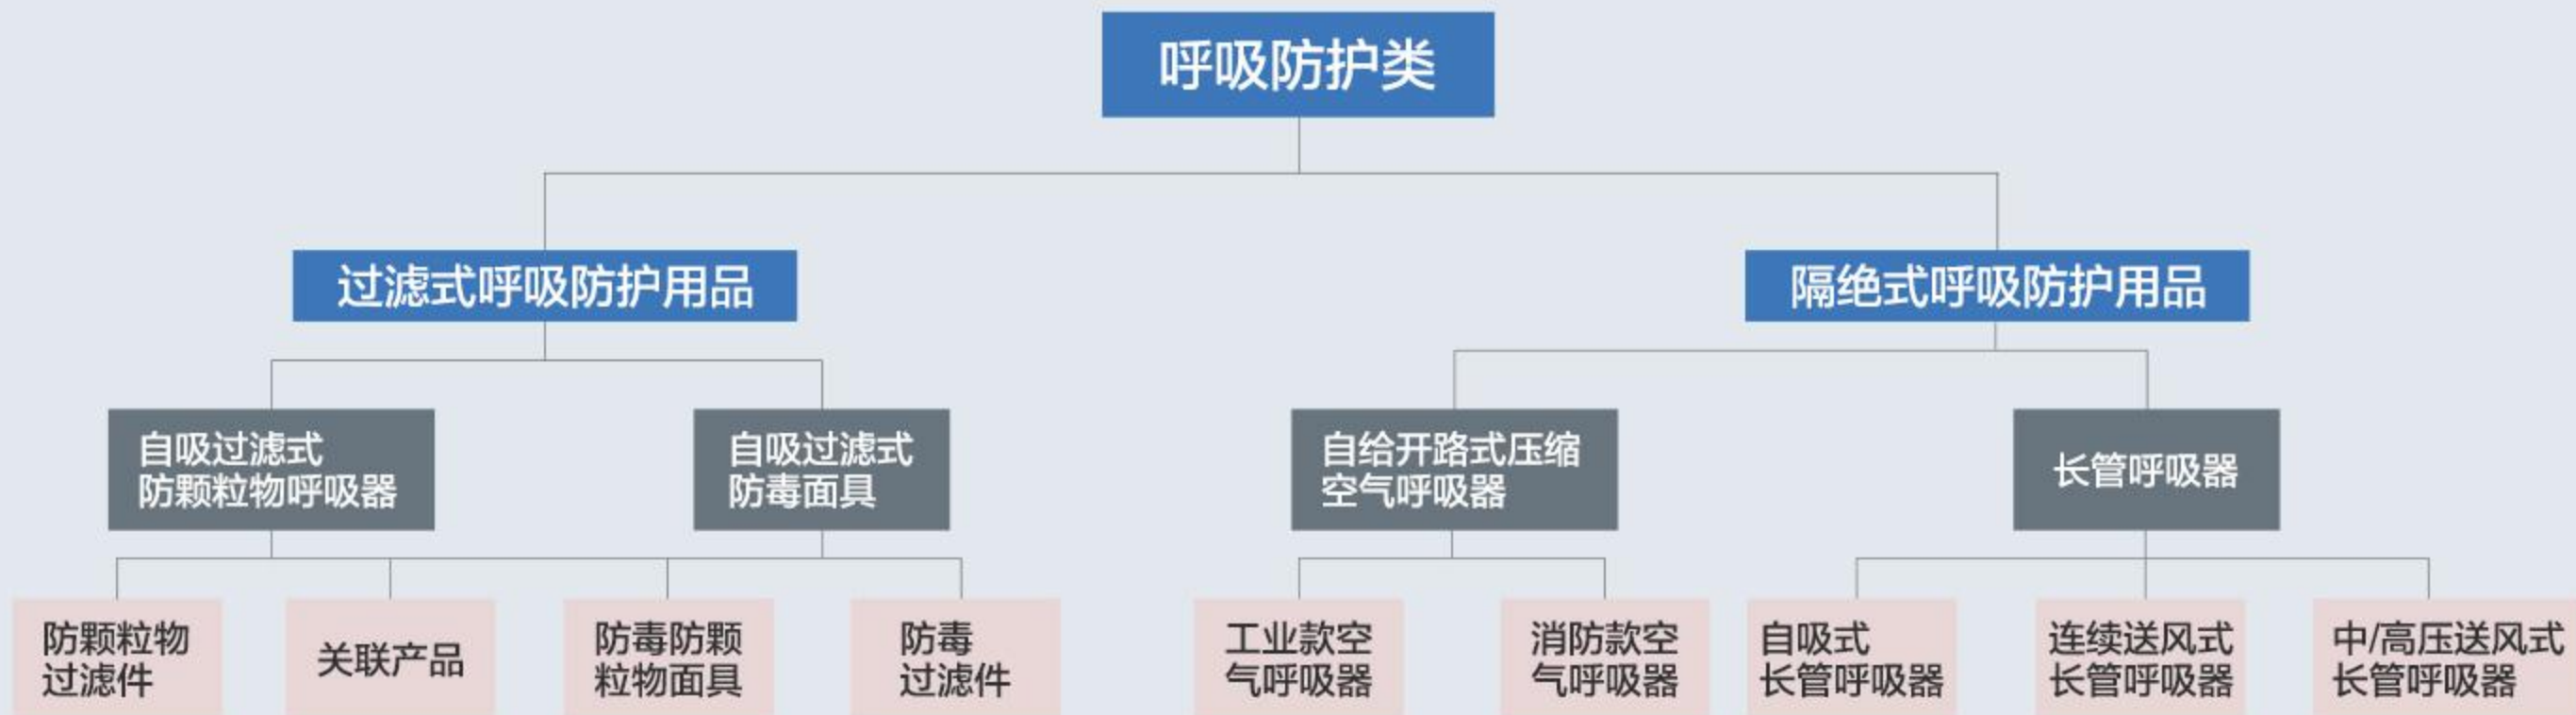 呼吸防护类
过滤式呼吸防护用品
隔绝式呼吸防护用品
自吸过滤式
防颗粒物呼吸器
自吸过滤式
防毒面具
自给开路式压缩
空气呼吸器
长管呼吸器
防颗粒物
过滤件
关联产品
防毒防颗
粒物面具
防毒
过滤件
工业款空
气呼吸器
消防款空
气呼吸器
自吸式
长管呼吸器
连续送风式
长管呼吸器
中/高压送风式
长管呼吸器